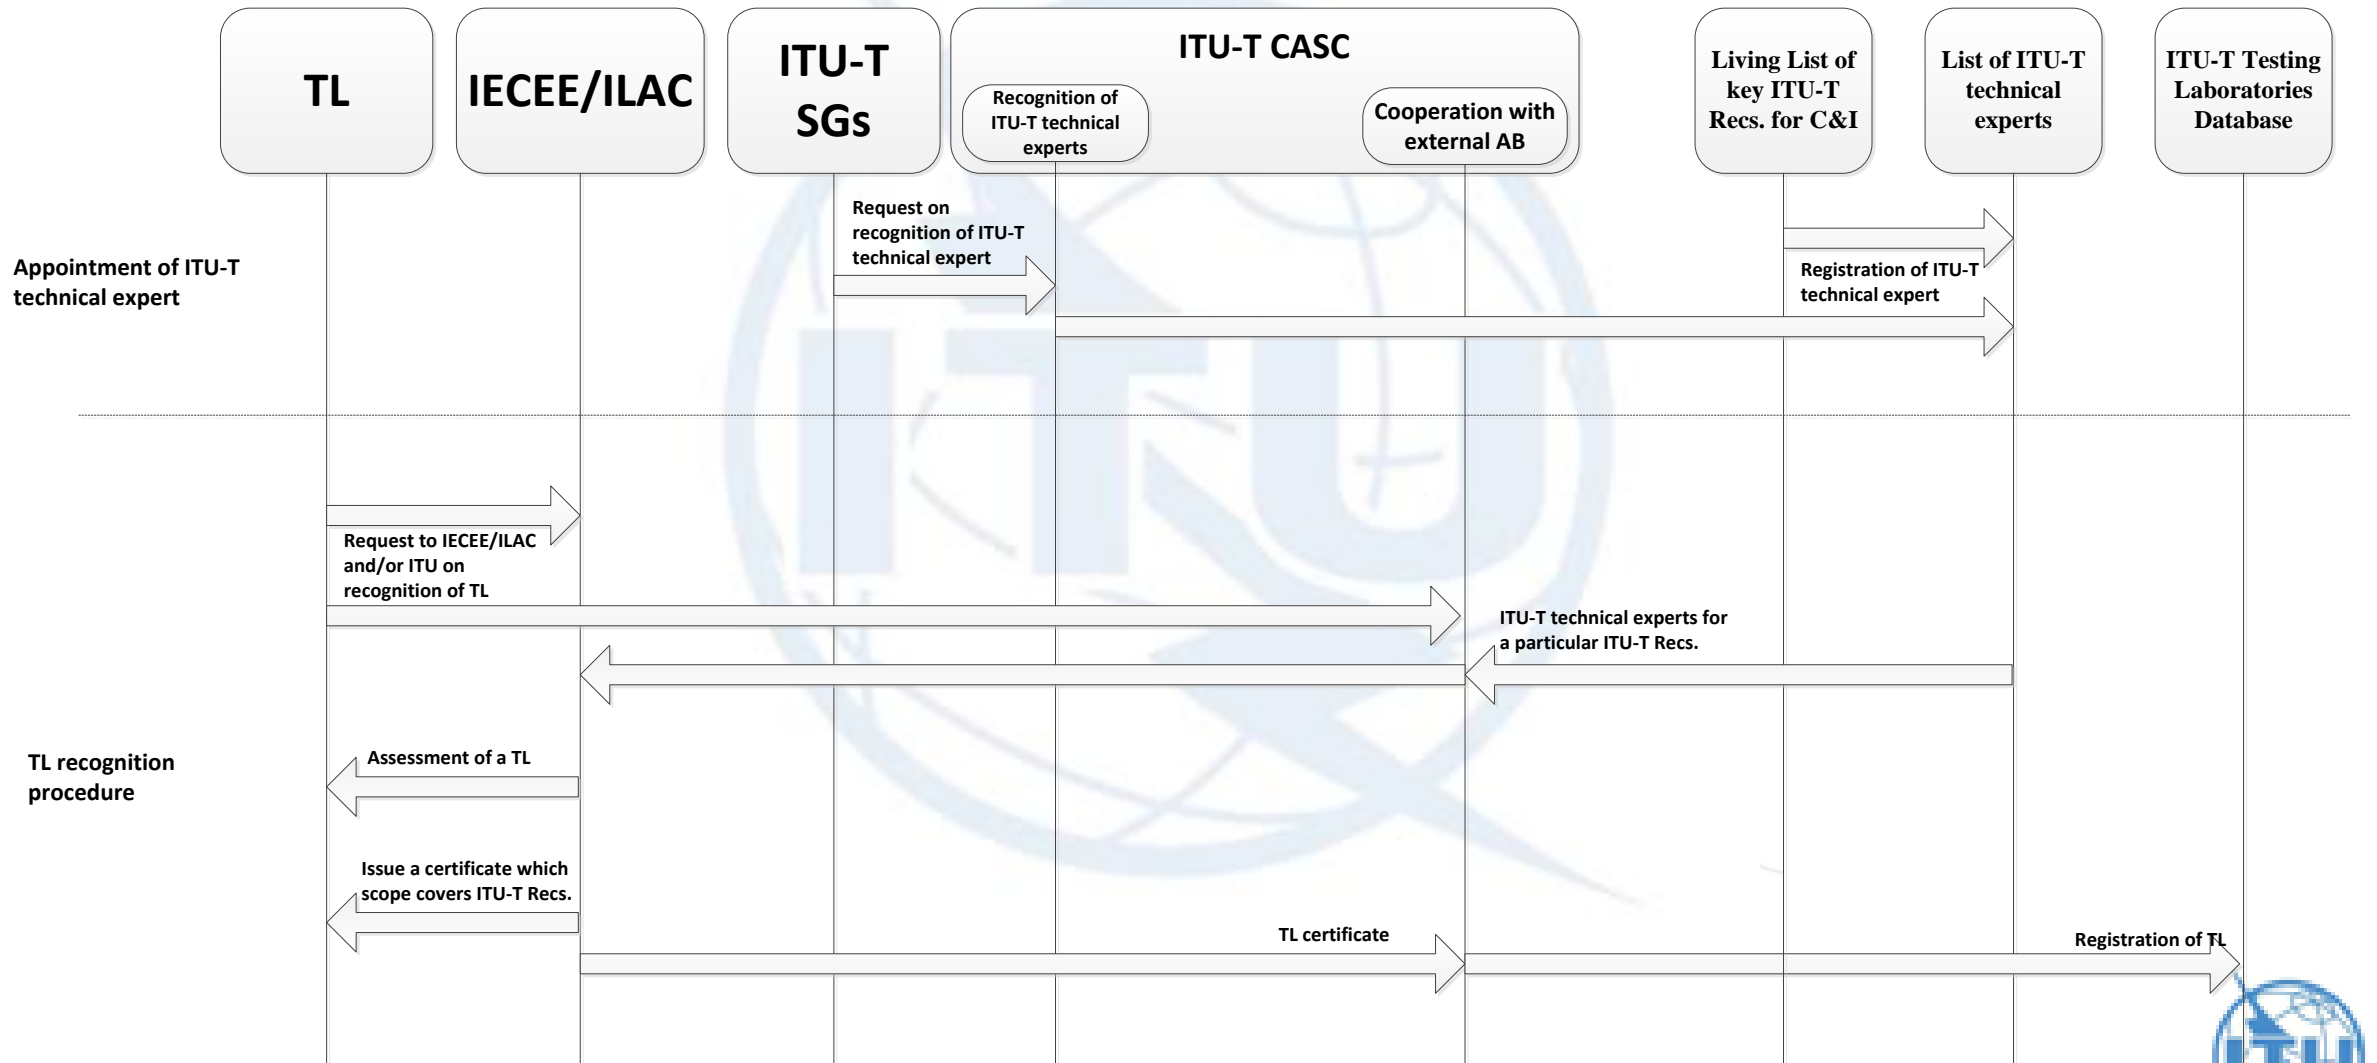 TL
IECEE/ILAC
ITU-T
SGs
ITU-T CASC
Recognition of
ITU-T technical
experts
Cooperation with
external AB
Living List of
key ITU-T
Recs. for C&I
List of ITU-T
technical
experts
ITU-T Testing
Laboratories
Database
Appointment of ITU-T
technical expert
Request on
recognition of ITU-T
technical expert
Registration of ITU-T
technical expert
Request to IECEE/ILAC
and/or ITU on
recognition of TL
ITU-T technical experts for
a particular ITU-T Recs.
TL recognition
procedure
Assessment of a TL
Issue a certificate which
scope covers ITU-T Recs.
TL certificate
Registration of TL
ITU
ITU